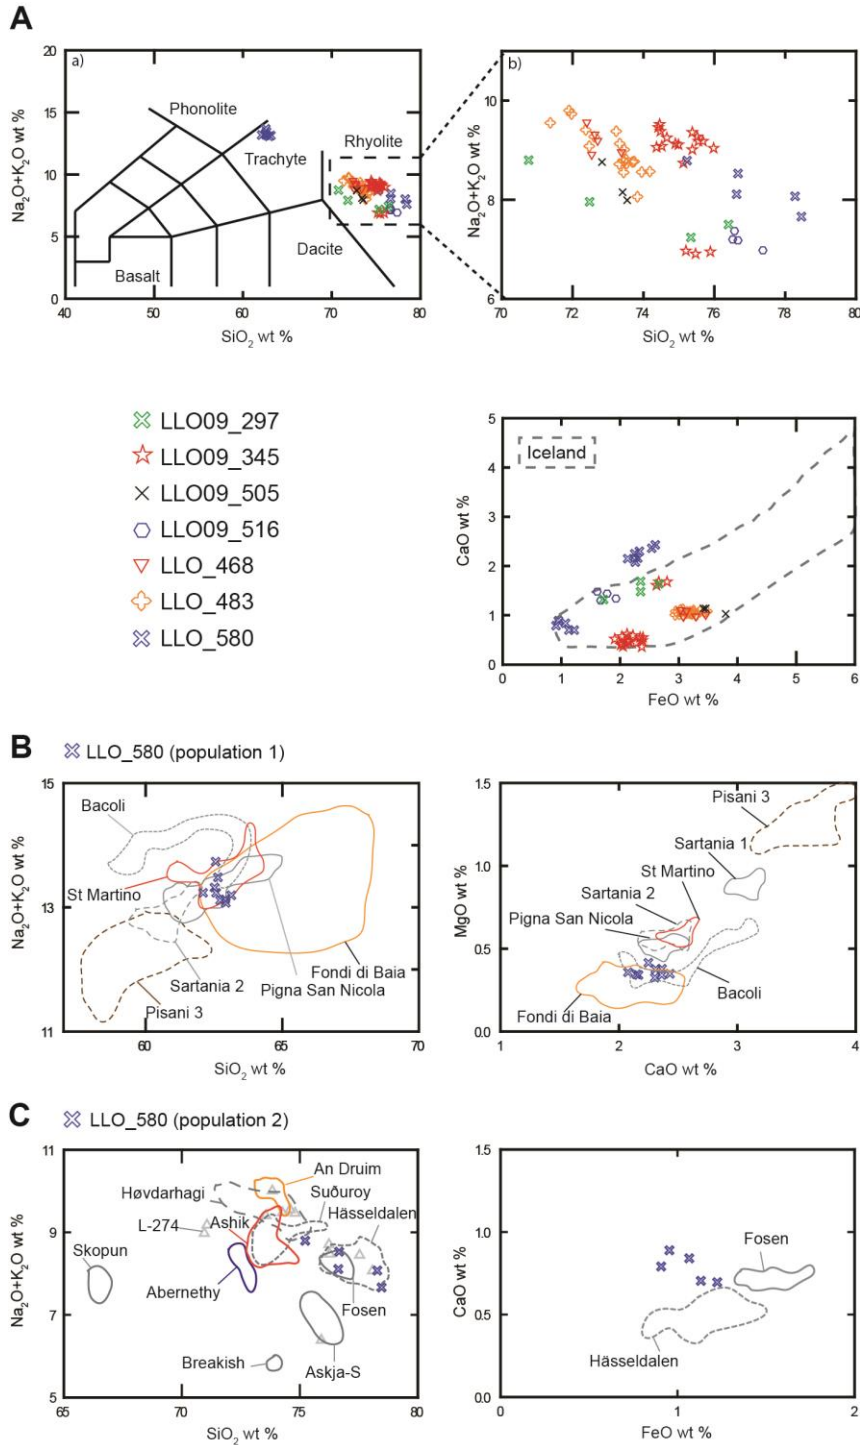 A
a)
Phonolite
Trachyte
Rhyolite
Dacite
Basalt
Na2O+K2O wt %
20
15
10
5
0
40
50
60
70
80
SiO2 wt %
b)
Na2O+K2O wt %
10
8
6
70
72
74
76
78
80
SiO2 wt %
LLO09_297
LLO09_345
LLO09_505
LLO09_516
LLO_468
LLO_483
LLO_580
Iceland
CaO wt %
5
4
3
2
1
0
0
1
2
3
4
5
6
FeO wt %
B
LLO_580 (population 1)
Na2O+K2O wt %
15
13
11
60
65
70
SiO2 wt %
Bacoli
St Martino
Sartania 2
Pisani 3
Fondi di Baia
Pigna San Nicola
MgO wt %
1.5
1.0
0.5
0.0
1
2
3
4
CaO wt %
Pisani 3
Sartania 1
St Martino
Sartania 2
Pigna San Nicola
Bacoli
Fondi di Baia
C
LLO_580 (population 2)
Na2O+K2O wt %
11
9
7
5
65
70
75
80
SiO2 wt %
An Druim
Høvdarhagi
Suðuroy
Hässeldalen
L-274
Ashik
Skopun
Abernethy
Fosen
Breakish
Askja-S
CaO wt %
1.5
1.0
0.5
0.0
0
1
2
FeO wt %
Fosen
Hässeldalen